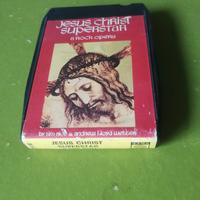 JESUS CHRIST
SUPERSTAR
A ROCK OPERA
by tim rice & andrew lloyd webber
JESUS CHRIST
SUPERSTAR